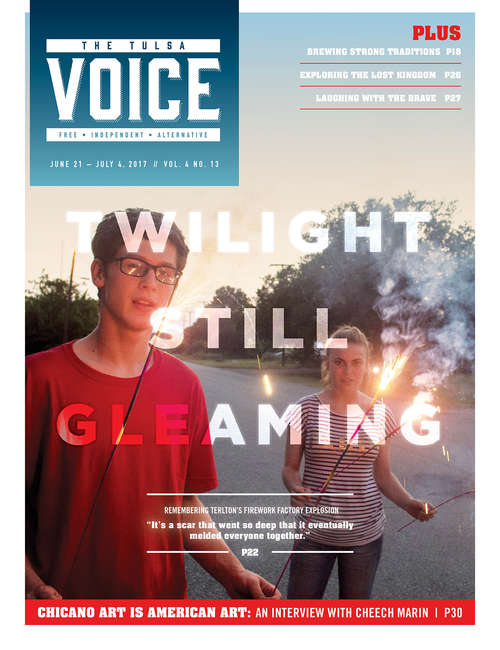 THE TULSA
VOICE
FREE • INDEPENDENT • ALTERNATIVE
JUNE 21 – JULY 4, 2017 // VOL. 4 NO. 13
PLUS
BREWING STRONG TRADITIONS P18
EXPLORING THE LOST KINGDOM P26
LAUGHING WITH THE BRAVE P27
TWILIGHT
STILL
GLEAMING
REMEMBERING TERLTON'S FIREWORK FACTORY EXPLOSION
"It's a scar that went so deep that it eventually
melded everyone together."
P22
CHICANO ART IS AMERICAN ART: AN INTERVIEW WITH CHEECH MARIN | P30